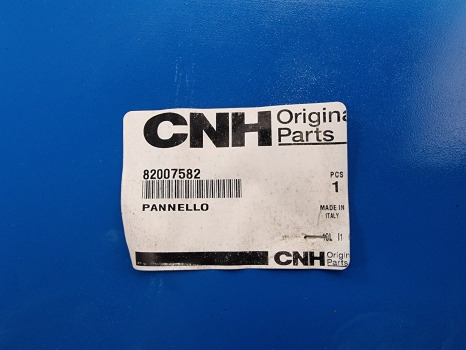 CNH Origina
Parts
82007582
PCS
1
PANNELLO
MADE IN
ITALY
CNH Origin
Parts